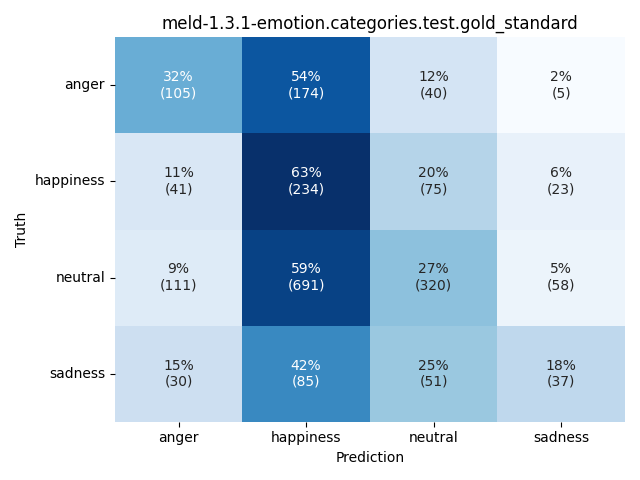 meld-1.3.1-emotion.categories.test.gold_standard
anger
32%
(105)
54%
(174)
12%
(40)
2%
(5)
happiness
11%
(41)
63%
(234)
20%
(75)
6%
(23)
neutral
9%
(111)
59%
(691)
27%
(320)
5%
(58)
sadness
15%
(30)
42%
(85)
25%
(51)
18%
(37)
Truth
anger
happiness
neutral
sadness
Prediction